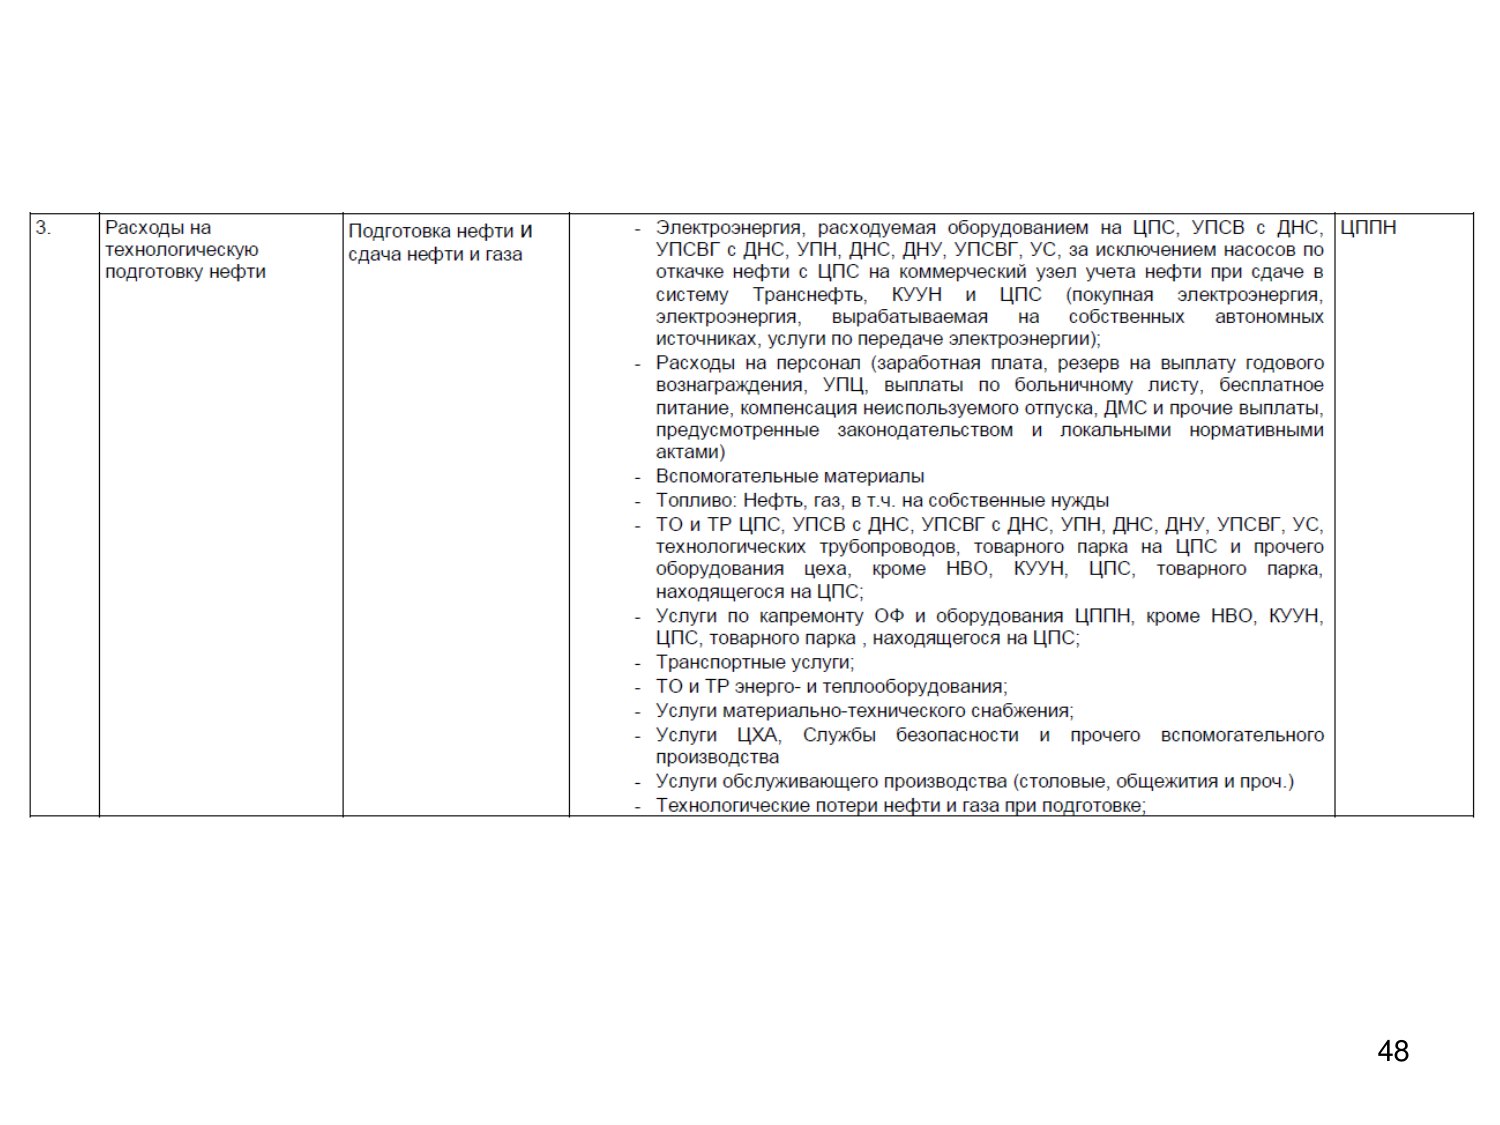 3.
Расходы на
технологическую
подготовку нефти
Подготовка нефти и
сдача нефти и газа
- Электроэнергия, расходуемая оборудованием на ЦПС, УПСВ с ДНС,
УПСВГ с ДНС, УПН, ДНС, ДНУ, УПСВГ, УС, за исключением насосов по
откачке нефти с ЦПС на коммерческий узел учета нефти при сдаче в
систему Транснефть, КУУН и ЦПС (покупная электроэнергия,
электроэнергия, вырабатываемая на собственных автономных
источниках, услуги по передаче электроэнергии);
- Расходы на персонал (заработная плата, резерв на выплату годового
вознаграждения, УПЦ, выплаты по больничному листу, бесплатное
питание, компенсация неиспользуемого отпуска, ДМС и прочие выплаты,
предусмотренные законодательством и локальными нормативными
актами)
- Вспомогательные материалы
- Топливо: Нефть, газ, в т.ч. на собственные нужды
- ТО и ТР ЦПС, УПСВ с ДНС, УПСВГ с ДНС, УПН, ДНС, ДНУ, УПСВГ, УС,
технологических трубопроводов, товарного парка на ЦПС и прочего
оборудования цеха, кроме НВО, КУУН, ЦПС, товарного парка,
находящегося на ЦПС;
- Услуги по капремонту ОФ и оборудования ЦППН, кроме НВО, КУУН,
ЦПС, товарного парка , находящегося на ЦПС;
- Транспортные услуги;
- ТО и ТР энерго- и теплооборудования;
- Услуги материально-технического снабжения;
- Услуги ЦХА, Службы безопасности и прочего вспомогательного
производства
- Услуги обслуживающего производства (столовые, общежития и проч.)
- Технологические потери нефти и газа при подготовке;
ЦППН
48